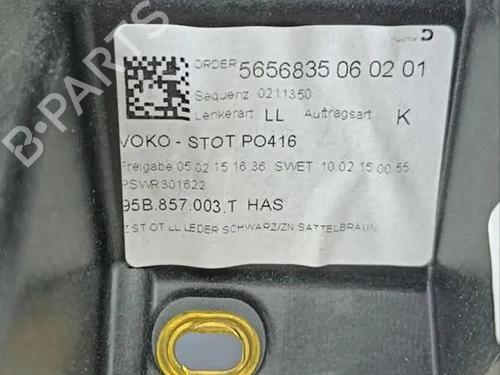 ORDER 5656835 06 02 01
Sequenz 0211350
Lenkerart LL Auftragsart K
VOKO - STOT PO416
Freigabe 05 02 15 16 36 SWET 10 02 15 00 55
PSWR301622
95B.857.003.T HAS
Z ST OT LL LEDER SCHWARZ/ZN SATTELBRAUN
B-PARTS